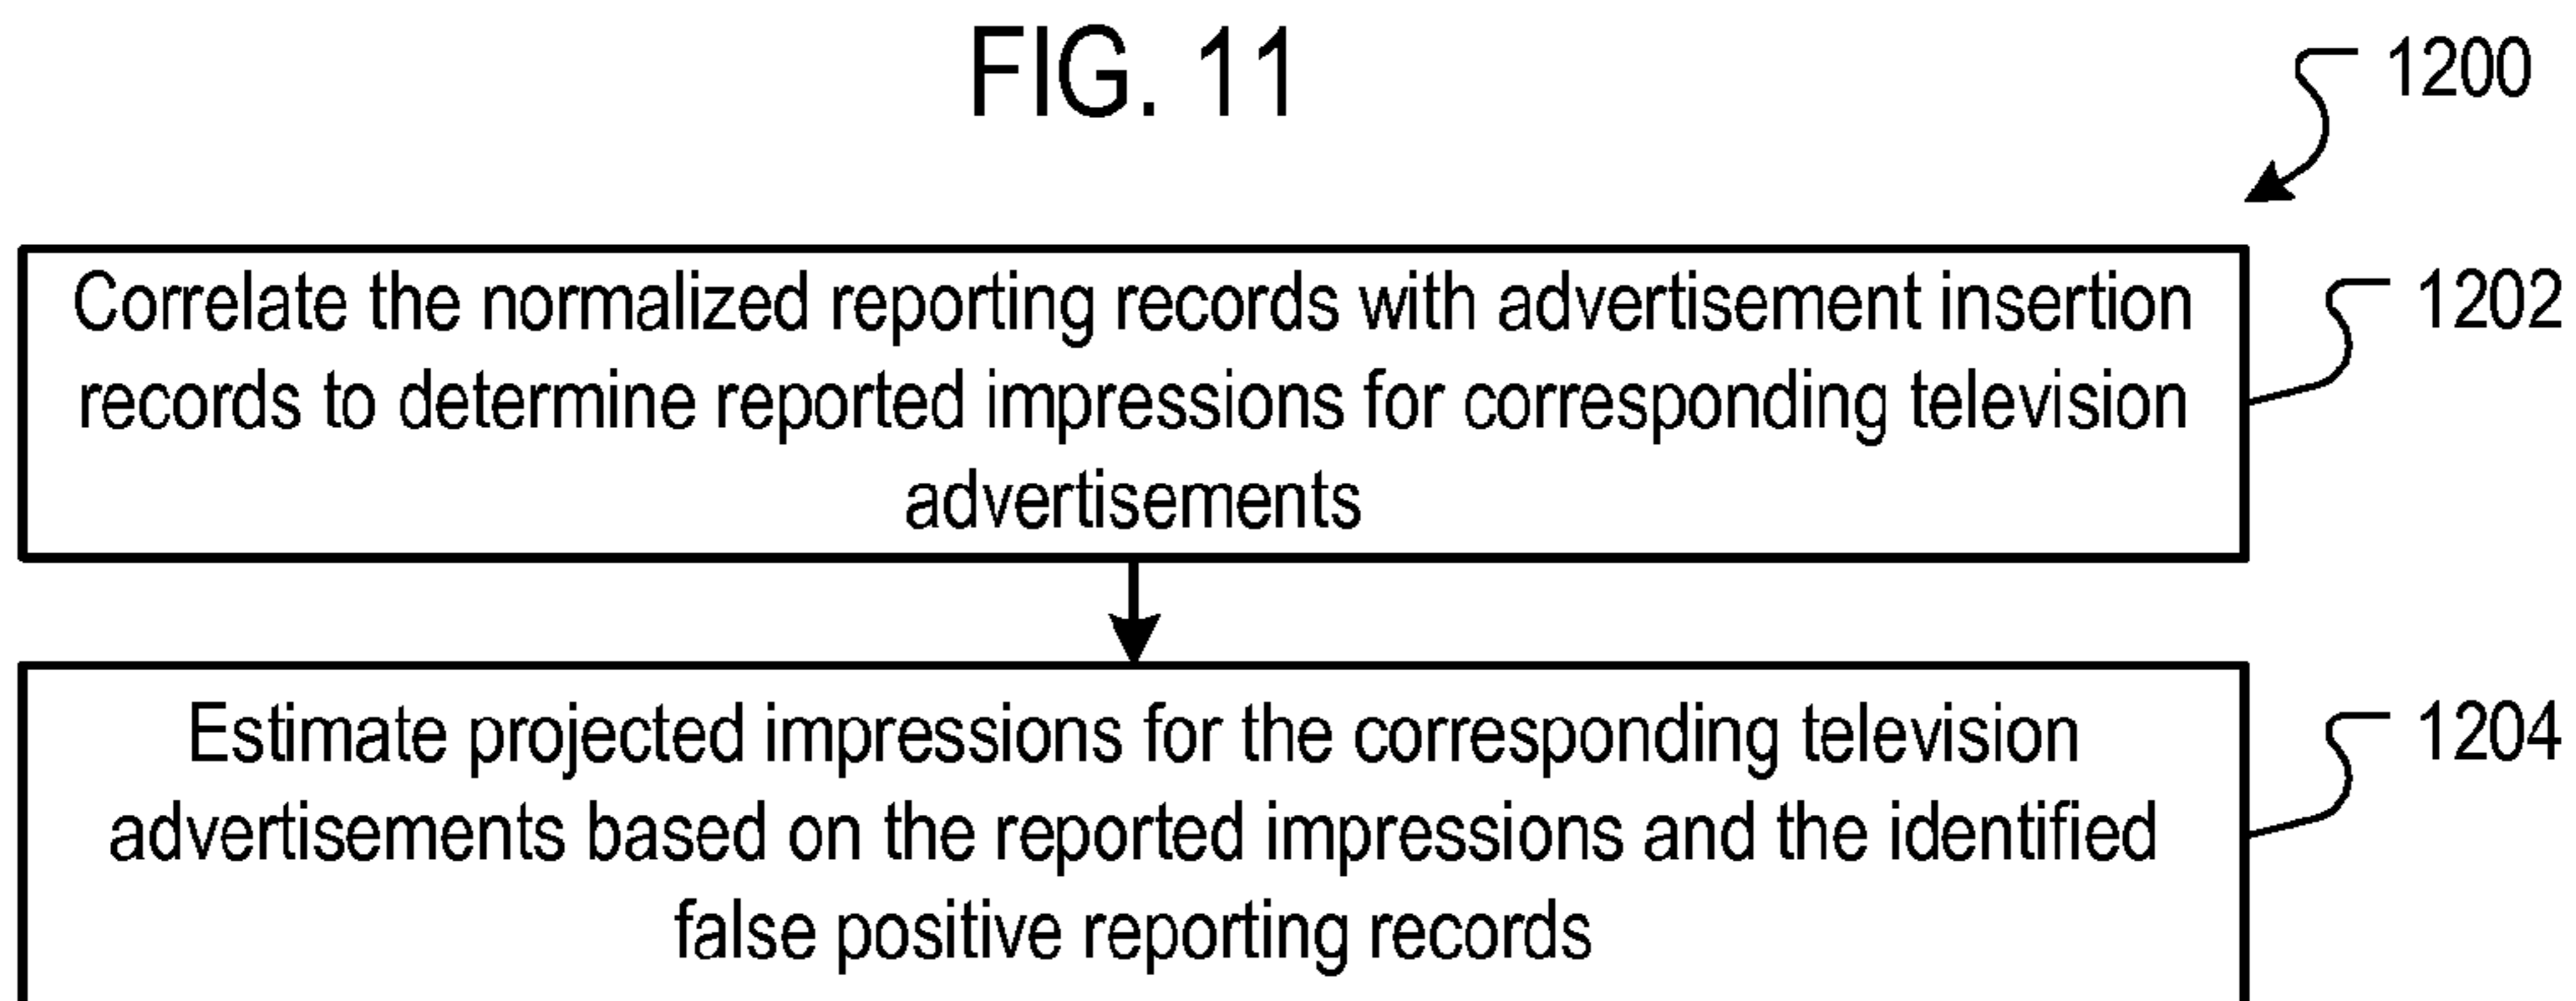 FIG. 11
1200
Correlate the normalized reporting records with advertisement insertion
records to determine reported impressions for corresponding television
advertisements
1202
Estimate projected impressions for the corresponding television
advertisements based on the reported impressions and the identified
false positive reporting records
1204